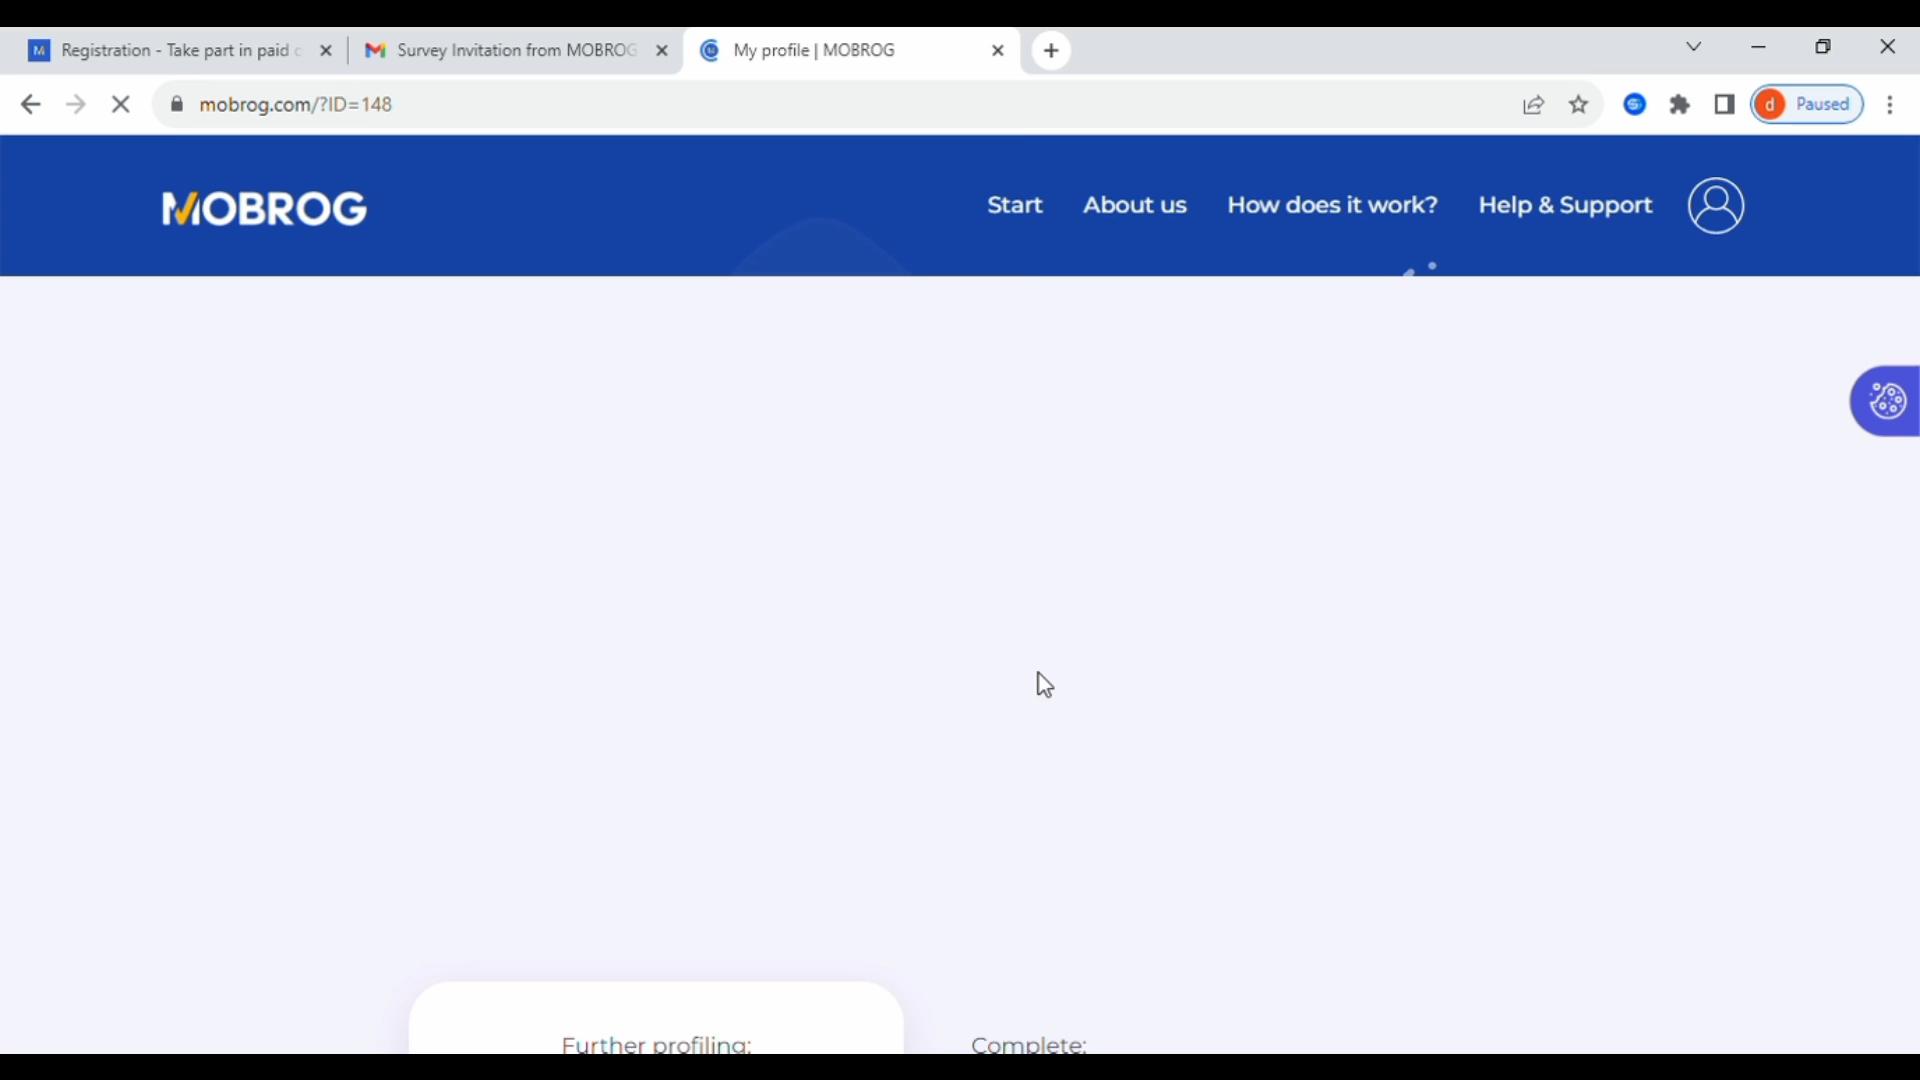 M Registration - Take part in paid
Survey Invitation from MOBROG
My profile | MOBROG
mobrog.com/?ID=148
d Paused
MOBROG
Start
About us
How does it work?
Help & Support
Further profiling:
Complete: